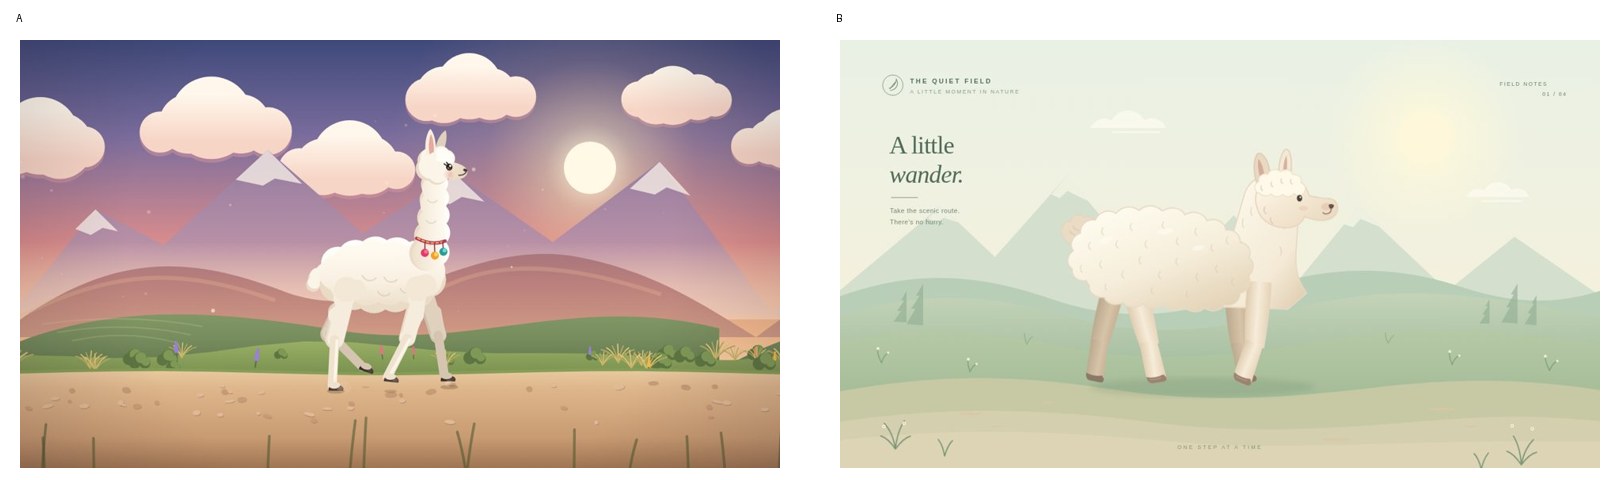 A
B
THE QUIET FIELD
A LITTLE MOMENT IN NATURE
FIELD NOTES
01 / 04
A little
wander.
Take the scenic route.
There's no hurry.
ONE STEP AT A TIME